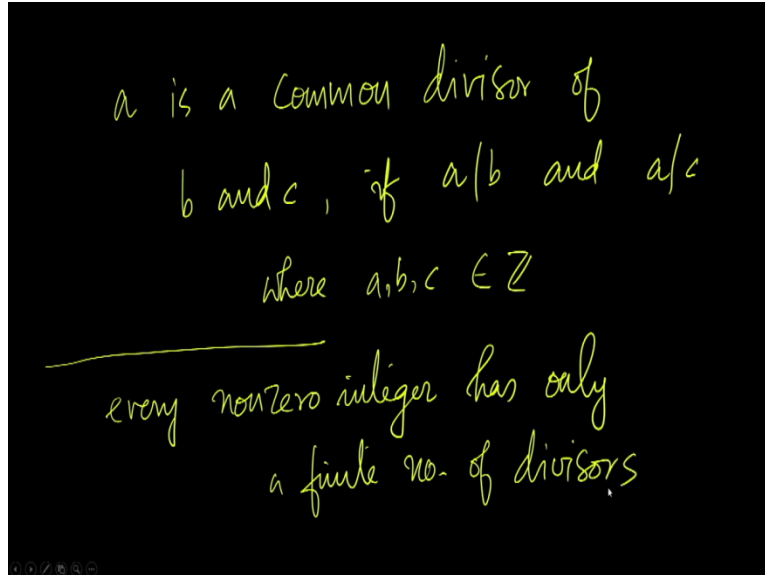 a is a common divisor of
b and c, if a/b and a/c
where a, b, c ∈ ℤ
every nonzero integer has only
a finite no. of divisors